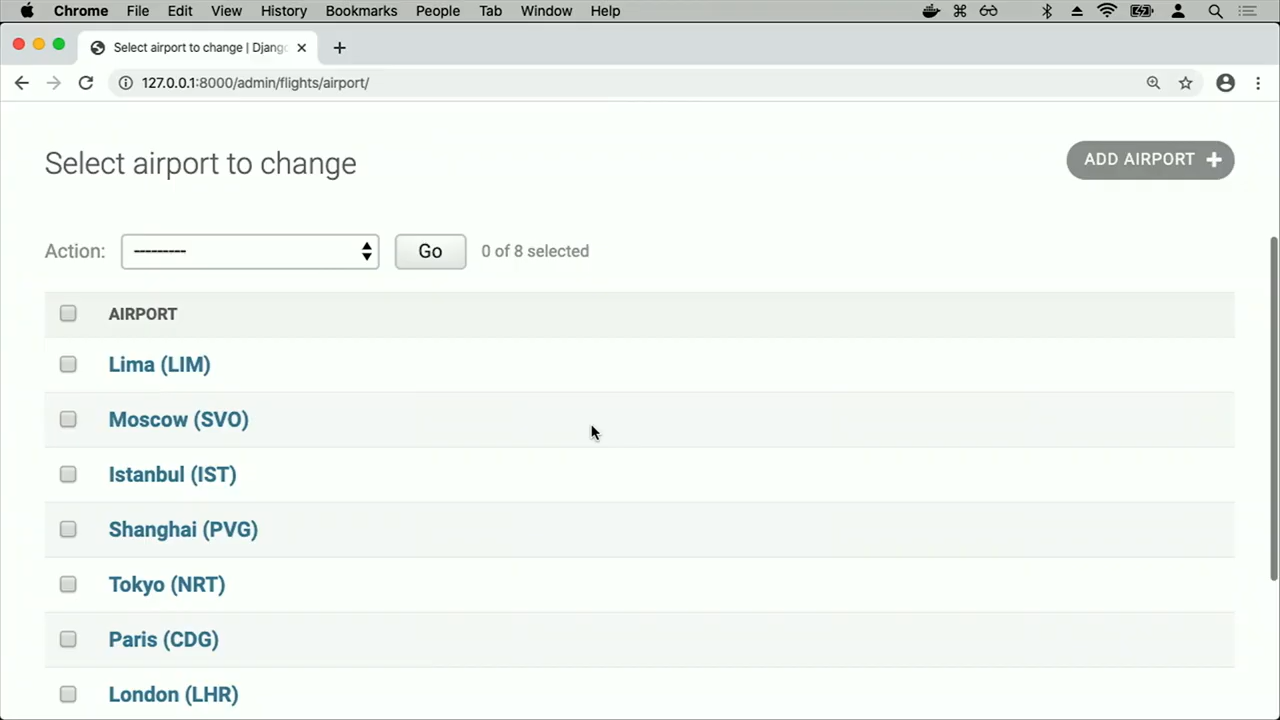 Chrome File Edit View History Bookmarks People Tab Window Help
Select airport to change | Djang
127.0.0.1:8000/admin/flights/airport/
Select airport to change
ADD AIRPORT +
Action: --------- Go 0 of 8 selected
AIRPORT
Lima (LIM)
Moscow (SVO)
Istanbul (IST)
Shanghai (PVG)
Tokyo (NRT)
Paris (CDG)
London (LHR)